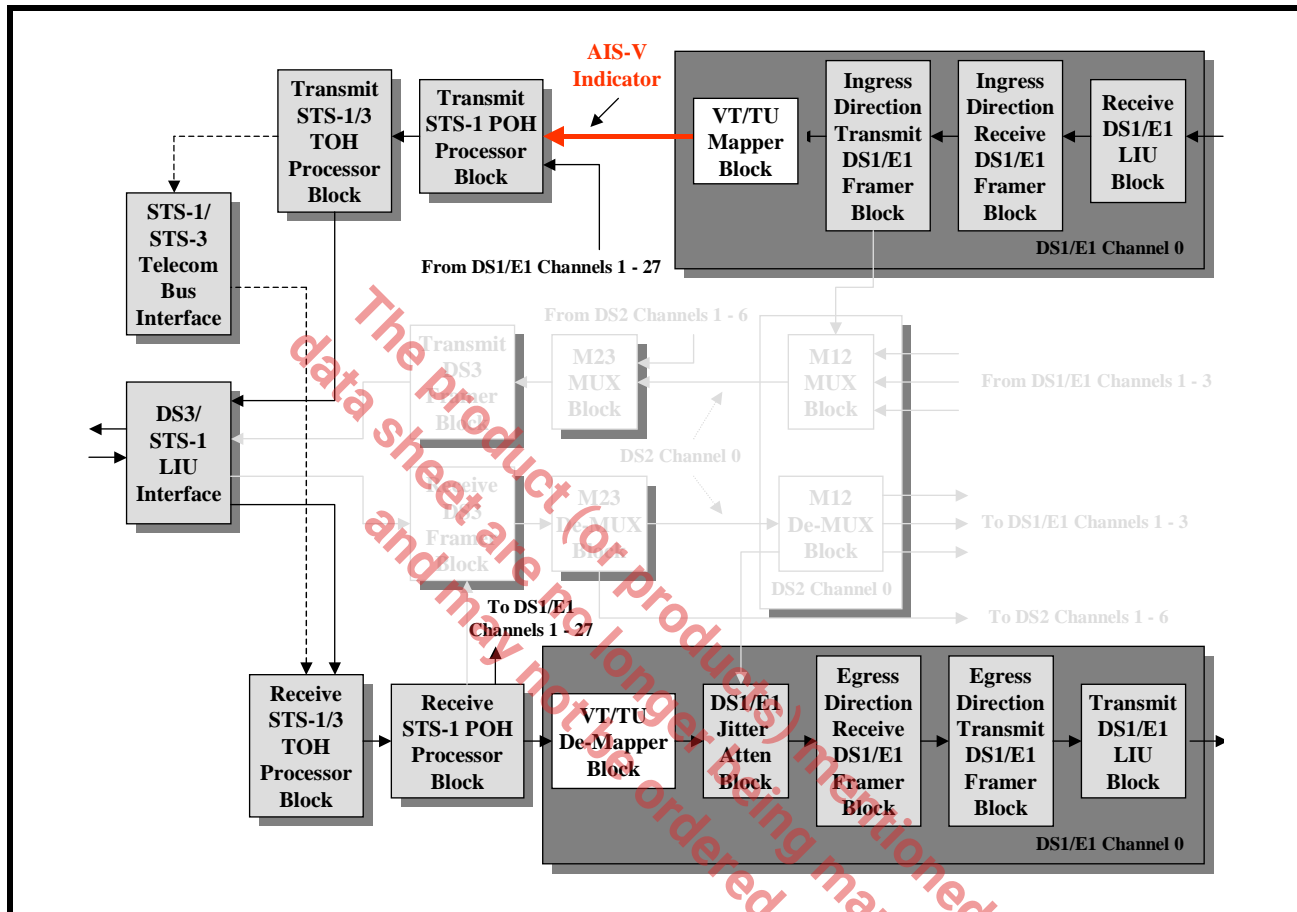 AIS-V
Indicator
Transmit
STS-1/3
TOH
Processor
Block
Transmit
STS-1 POH
Processor
Block
VT/TU
Mapper
Block
Ingress
Direction
Transmit
DS1/E1
Framer
Block
Ingress
Direction
Receive
DS1/E1
Framer
Block
Receive
DS1/E1
LIU
Block
DS1/E1 Channel 0
STS-1/
STS-3
Telecom
Bus
Interface
From DS1/E1 Channels 1 - 27
From DS2 Channels 1 - 6
Transmit
DS3
Framer
Block
M23
MUX
Block
M12
MUX
Block
From DS1/E1 Channels 1 - 3
DS3/
STS-1
LIU
Interface
DS2 Channel 0
Receive
DS3
Framer
Block
M23
De-MUX
Block
M12
De-MUX
Block
DS2 Channel 0
To DS1/E1 Channels 1 - 3
To DS1/E1
Channels 1 - 27
To DS2 Channels 1 - 6
Receive
STS-1/3
TOH
Processor
Block
Receive
STS-1 POH
Processor
Block
VT/TU
De-Mapper
Block
DS1/E1
Jitter
Atten
Block
Egress
Direction
Receive
DS1/E1
Framer
Block
Egress
Direction
Transmit
DS1/E1
Framer
Block
Transmit
DS1/E1
LIU
Block
DS1/E1 Channel 0
The product (or products) mentioned
data sheet are no longer being
and may not be ordered